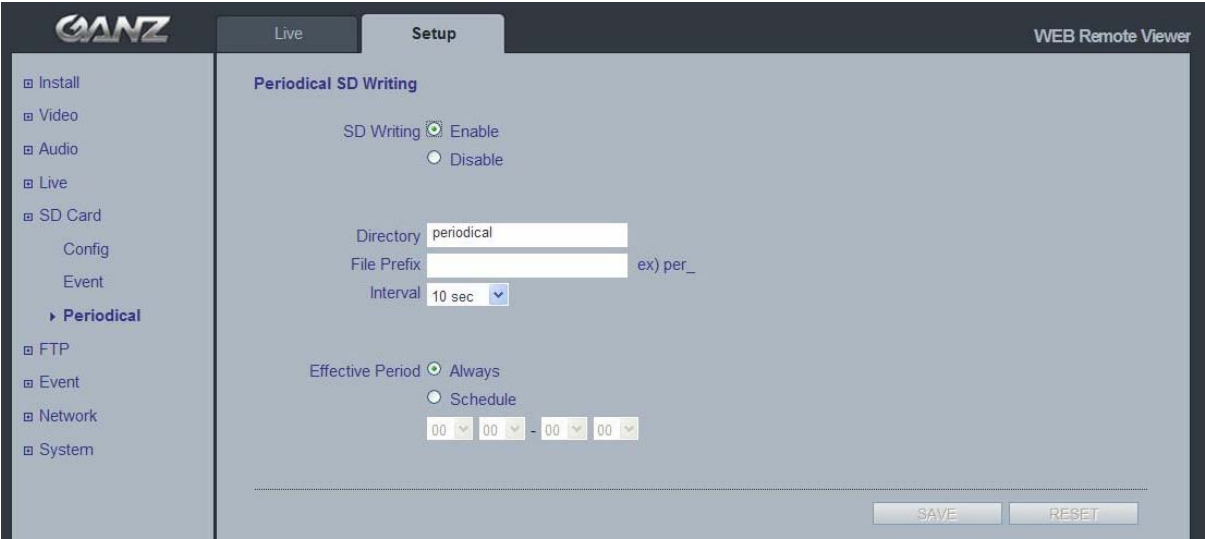 GANZ
Live
Setup
WEB Remote Viewer
Install
Video
Audio
Live
SD Card
Config
Event
Periodical
FTP
Event
Network
System
Periodical SD Writing
SD Writing Enable
Disable
Directory periodical
File Prefix ex) per_
Interval 10 sec
Effective Period Always
Schedule
00 00 - 00 00
SAVE RESET